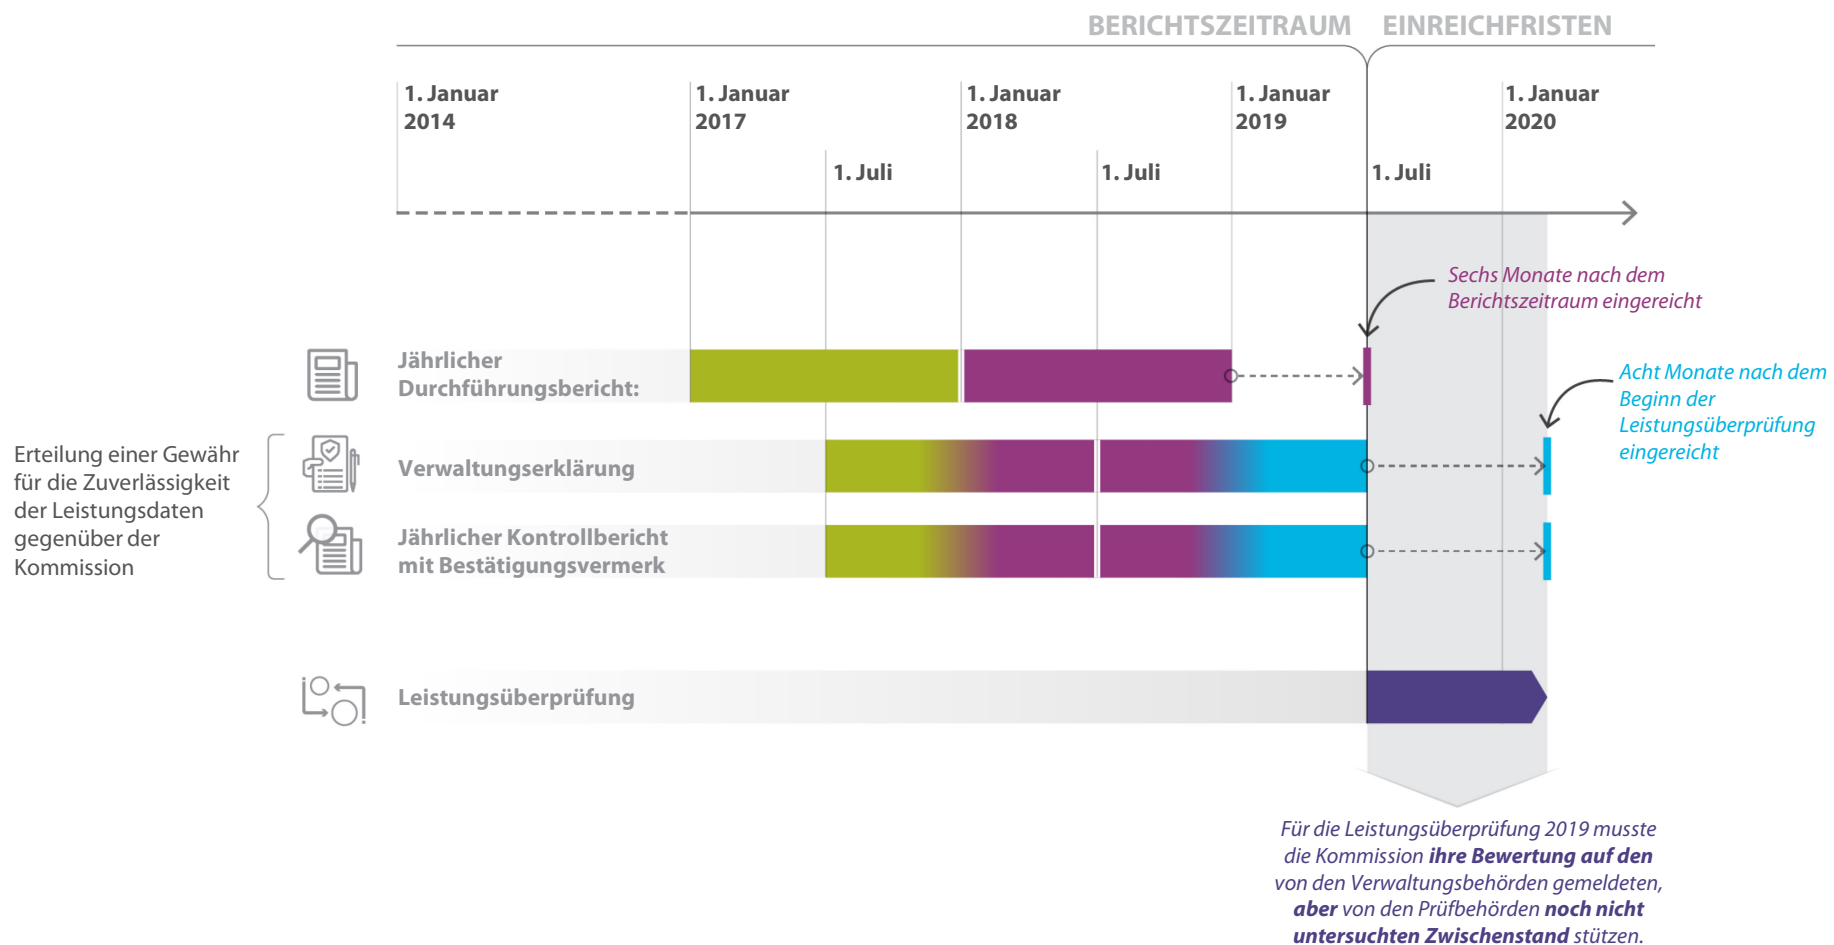 BERICHTSZEITRAUM EINREICHFRISTEN
1. Januar
2014
1. Januar
2017
1. Januar
2018
1. Januar
2019
1. Januar
2020
1. Juli
1. Juli
1. Juli
Sechs Monate nach dem
Berichtszeitraum eingereicht
Jährlicher
Durchführungsbericht:
Acht Monate nach dem
Beginn der
Leistungsüberprüfung
eingereicht
Erteilung einer Gewähr
für die Zuverlässigkeit
der Leistungsdaten
gegenüber der
Kommission
Verwaltungserklärung
Jährlicher Kontrollbericht
mit Bestätigungsvermerk
Leistungsüberprüfung
Für die Leistungsüberprüfung 2019 musste
die Kommission ihre Bewertung auf den
von den Verwaltungsbehörden gemeldeten,
aber von den Prüfbehörden noch nicht
untersuchten Zwischenstand stützen.